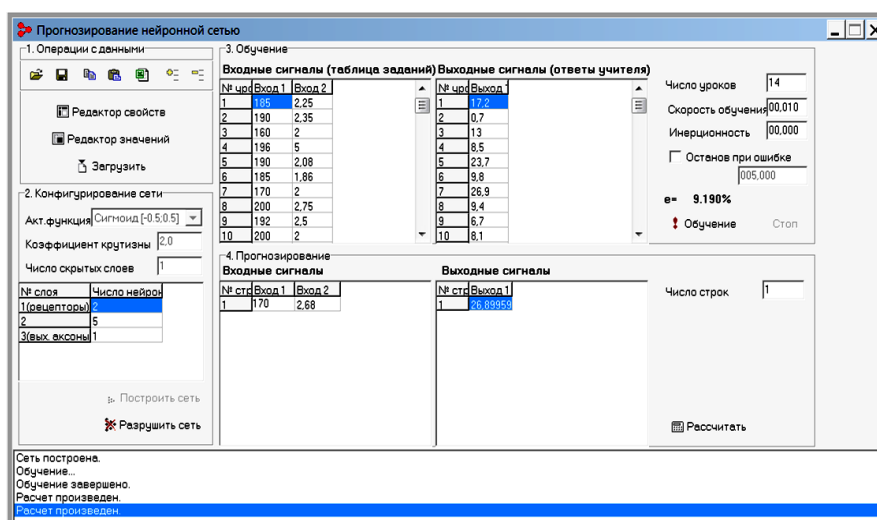 Прогнозирование нейронной сетью
1. Операции с данными
Редактор свойств
Редактор значений
Загрузить
2. Конфигурирование сети
Акт.функция Сигмоид [-0.5;0.5]
Коэффициент крутизны 2,0
Число скрытых слоев 1
№ слоя Число нейрон
1(рецепторы) 2
2 5
3(вых. аксоны 1
Построить сеть
Разрушить сеть
3. Обучение
Входные сигналы (таблица заданий)
№ уро Вход 1 Вход 2
1 185 2,25
2 190 2,35
3 160 2
4 196 5
5 190 2,08
6 185 1,86
7 170 2
8 200 2,75
9 192 2,5
10 200 2
Выходные сигналы (ответы учителя)
№ уро Выход 1
1 17,2
2 0,7
3 13
4 8,5
5 23,7
6 9,8
7 26,9
8 9,4
9 6,7
10 8,1
Число уроков 14
Скорость обучения 00,010
Инерционность 00,000
Останов при ошибке
005,000
e= 9.190%
Обучение Стоп
4. Прогнозирование
Входные сигналы
№ стр Вход 1 Вход 2
1 170 2,68
Выходные сигналы
№ стр Выход 1
1 26,89959
Число строк 1
Рассчитать
Сеть построена.
Обучение...
Обучение завершено.
Расчет произведен.
Расчет произведен.